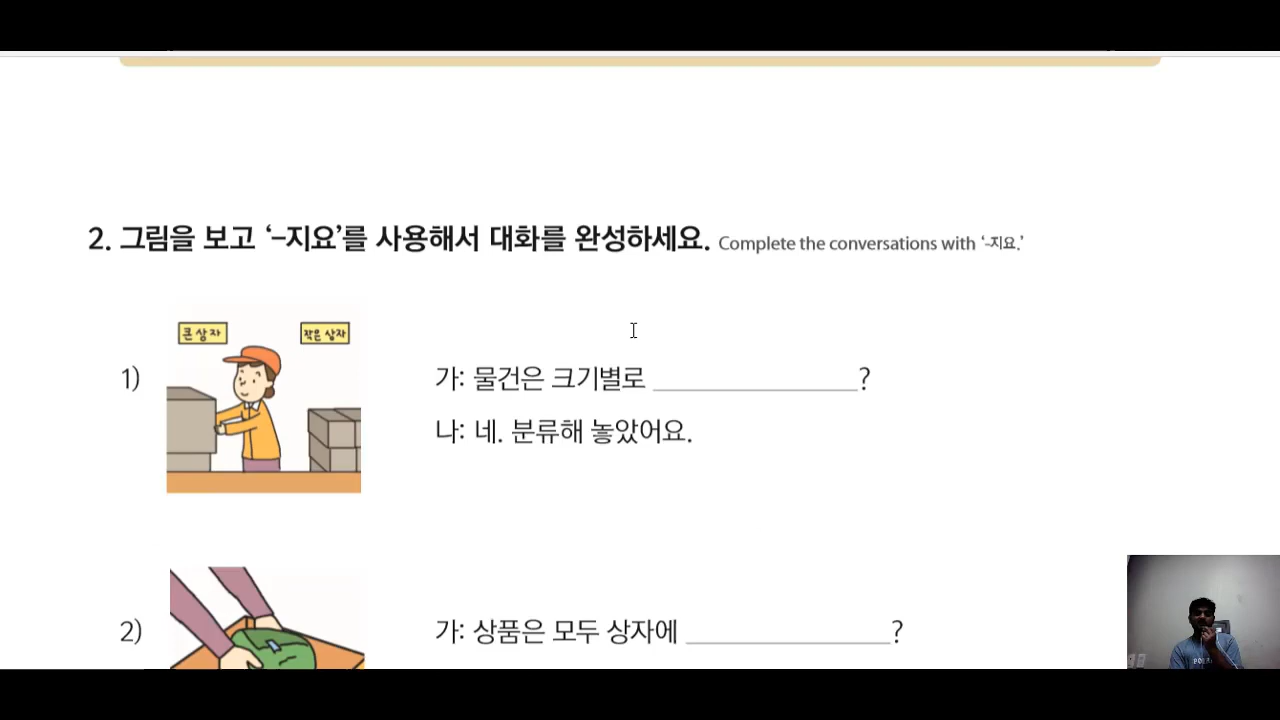 2. 그림을 보고 ‘-지요’를 사용해서 대화를 완성하세요. Complete the conversations with ‘-지요.’
큰 상자
작은 상자
1)
가: 물건은 크기별로 ____________?
나: 네. 분류해 놓았어요.
2)
가: 상품은 모두 상자에 ____________?